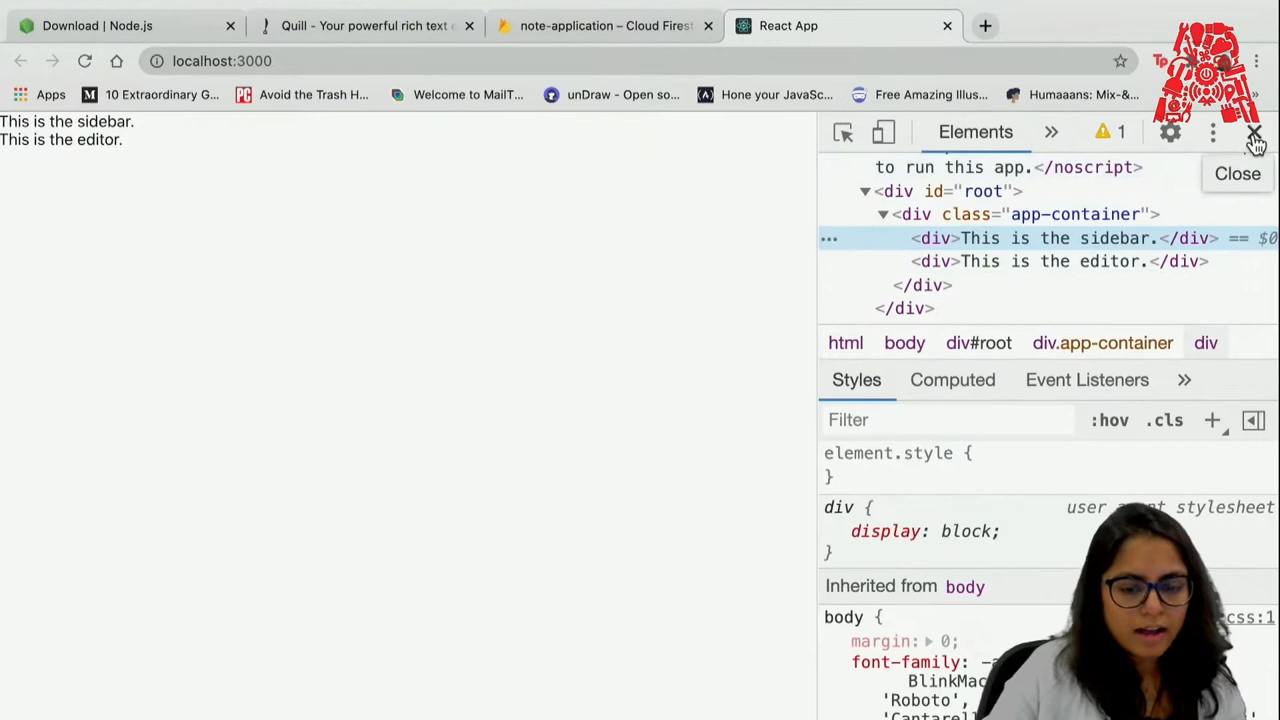 Download | Node.js
Quill - Your powerful rich text e
note-application – Cloud Firest
React App
localhost:3000
Apps
10 Extraordinary G...
Avoid the Trash H...
Welcome to MailT...
unDraw - Open so...
Hone your JavaSc...
Free Amazing Illus...
Humaaans: Mix-&...
»
This is the sidebar.
This is the editor.
Elements
»
1
Close
to run this app.</noscript>
▼<div id="root">
▼<div class="app-container">
… <div>This is the sidebar.</div> == $0
<div>This is the editor.</div>
</div>
</div>
html body div#root div.app-container div
Styles Computed Event Listeners »
Filter :hov .cls +
element.style {
}
div { user agent stylesheet
display: block;
}
Inherited from body
body { css:1
margin:▶ 0;
font-family: -a
BlinkMac
'Roboto',
'Cantarell